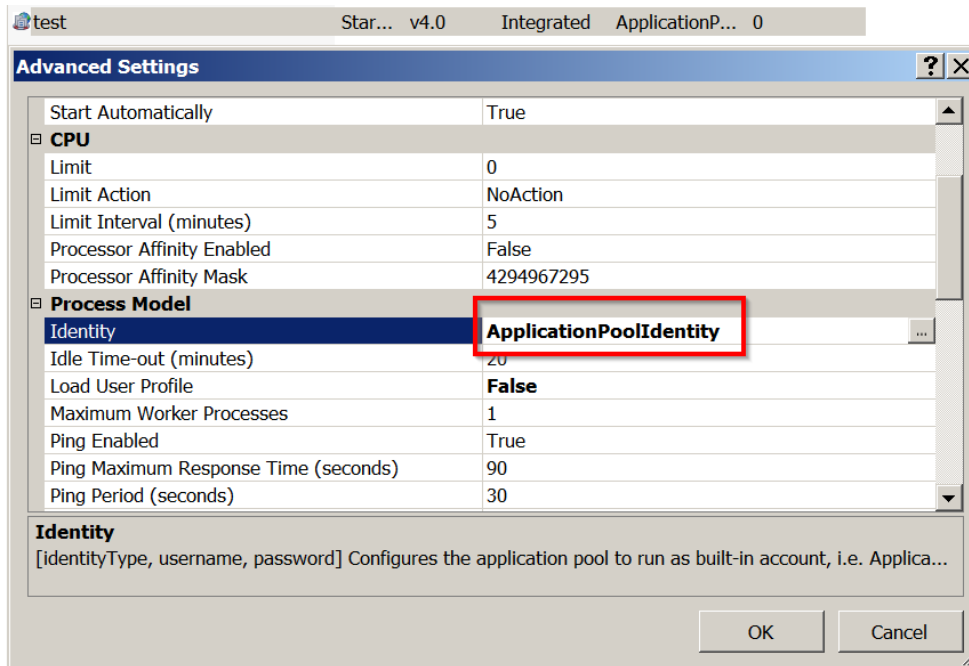 test Star... v4.0 Integrated ApplicationP... 0
Advanced Settings
Start Automatically True
CPU
Limit 0
Limit Action NoAction
Limit Interval (minutes) 5
Processor Affinity Enabled False
Processor Affinity Mask 4294967295
Process Model
Identity ApplicationPoolIdentity ...
Idle Time-out (minutes) 20
Load User Profile False
Maximum Worker Processes 1
Ping Enabled True
Ping Maximum Response Time (seconds) 90
Ping Period (seconds) 30
Identity
[identityType, username, password] Configures the application pool to run as built-in account, i.e. Applica...
OK Cancel